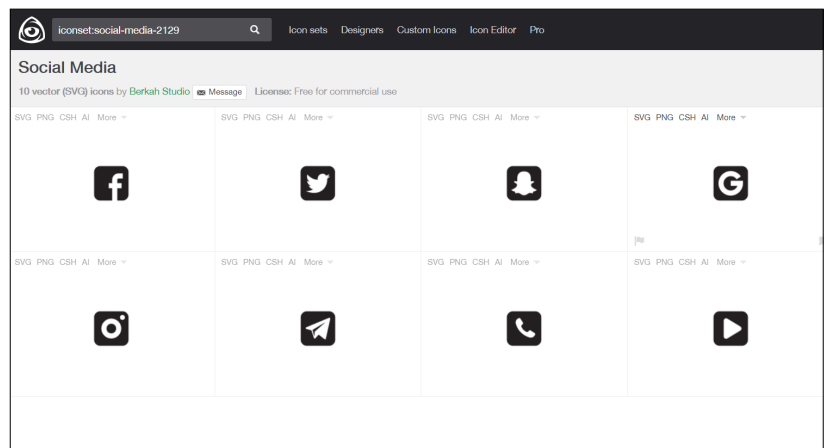 iconset:social-media-2129 Icon sets Designers Custom Icons Icon Editor Pro
Social Media
10 vector (SVG) icons by Berkah Studio Message License: Free for commercial use
SVG PNG CSH AI More SVG PNG CSH AI More SVG PNG CSH AI More SVG PNG CSH AI More
SVG PNG CSH AI More SVG PNG CSH AI More SVG PNG CSH AI More SVG PNG CSH AI More